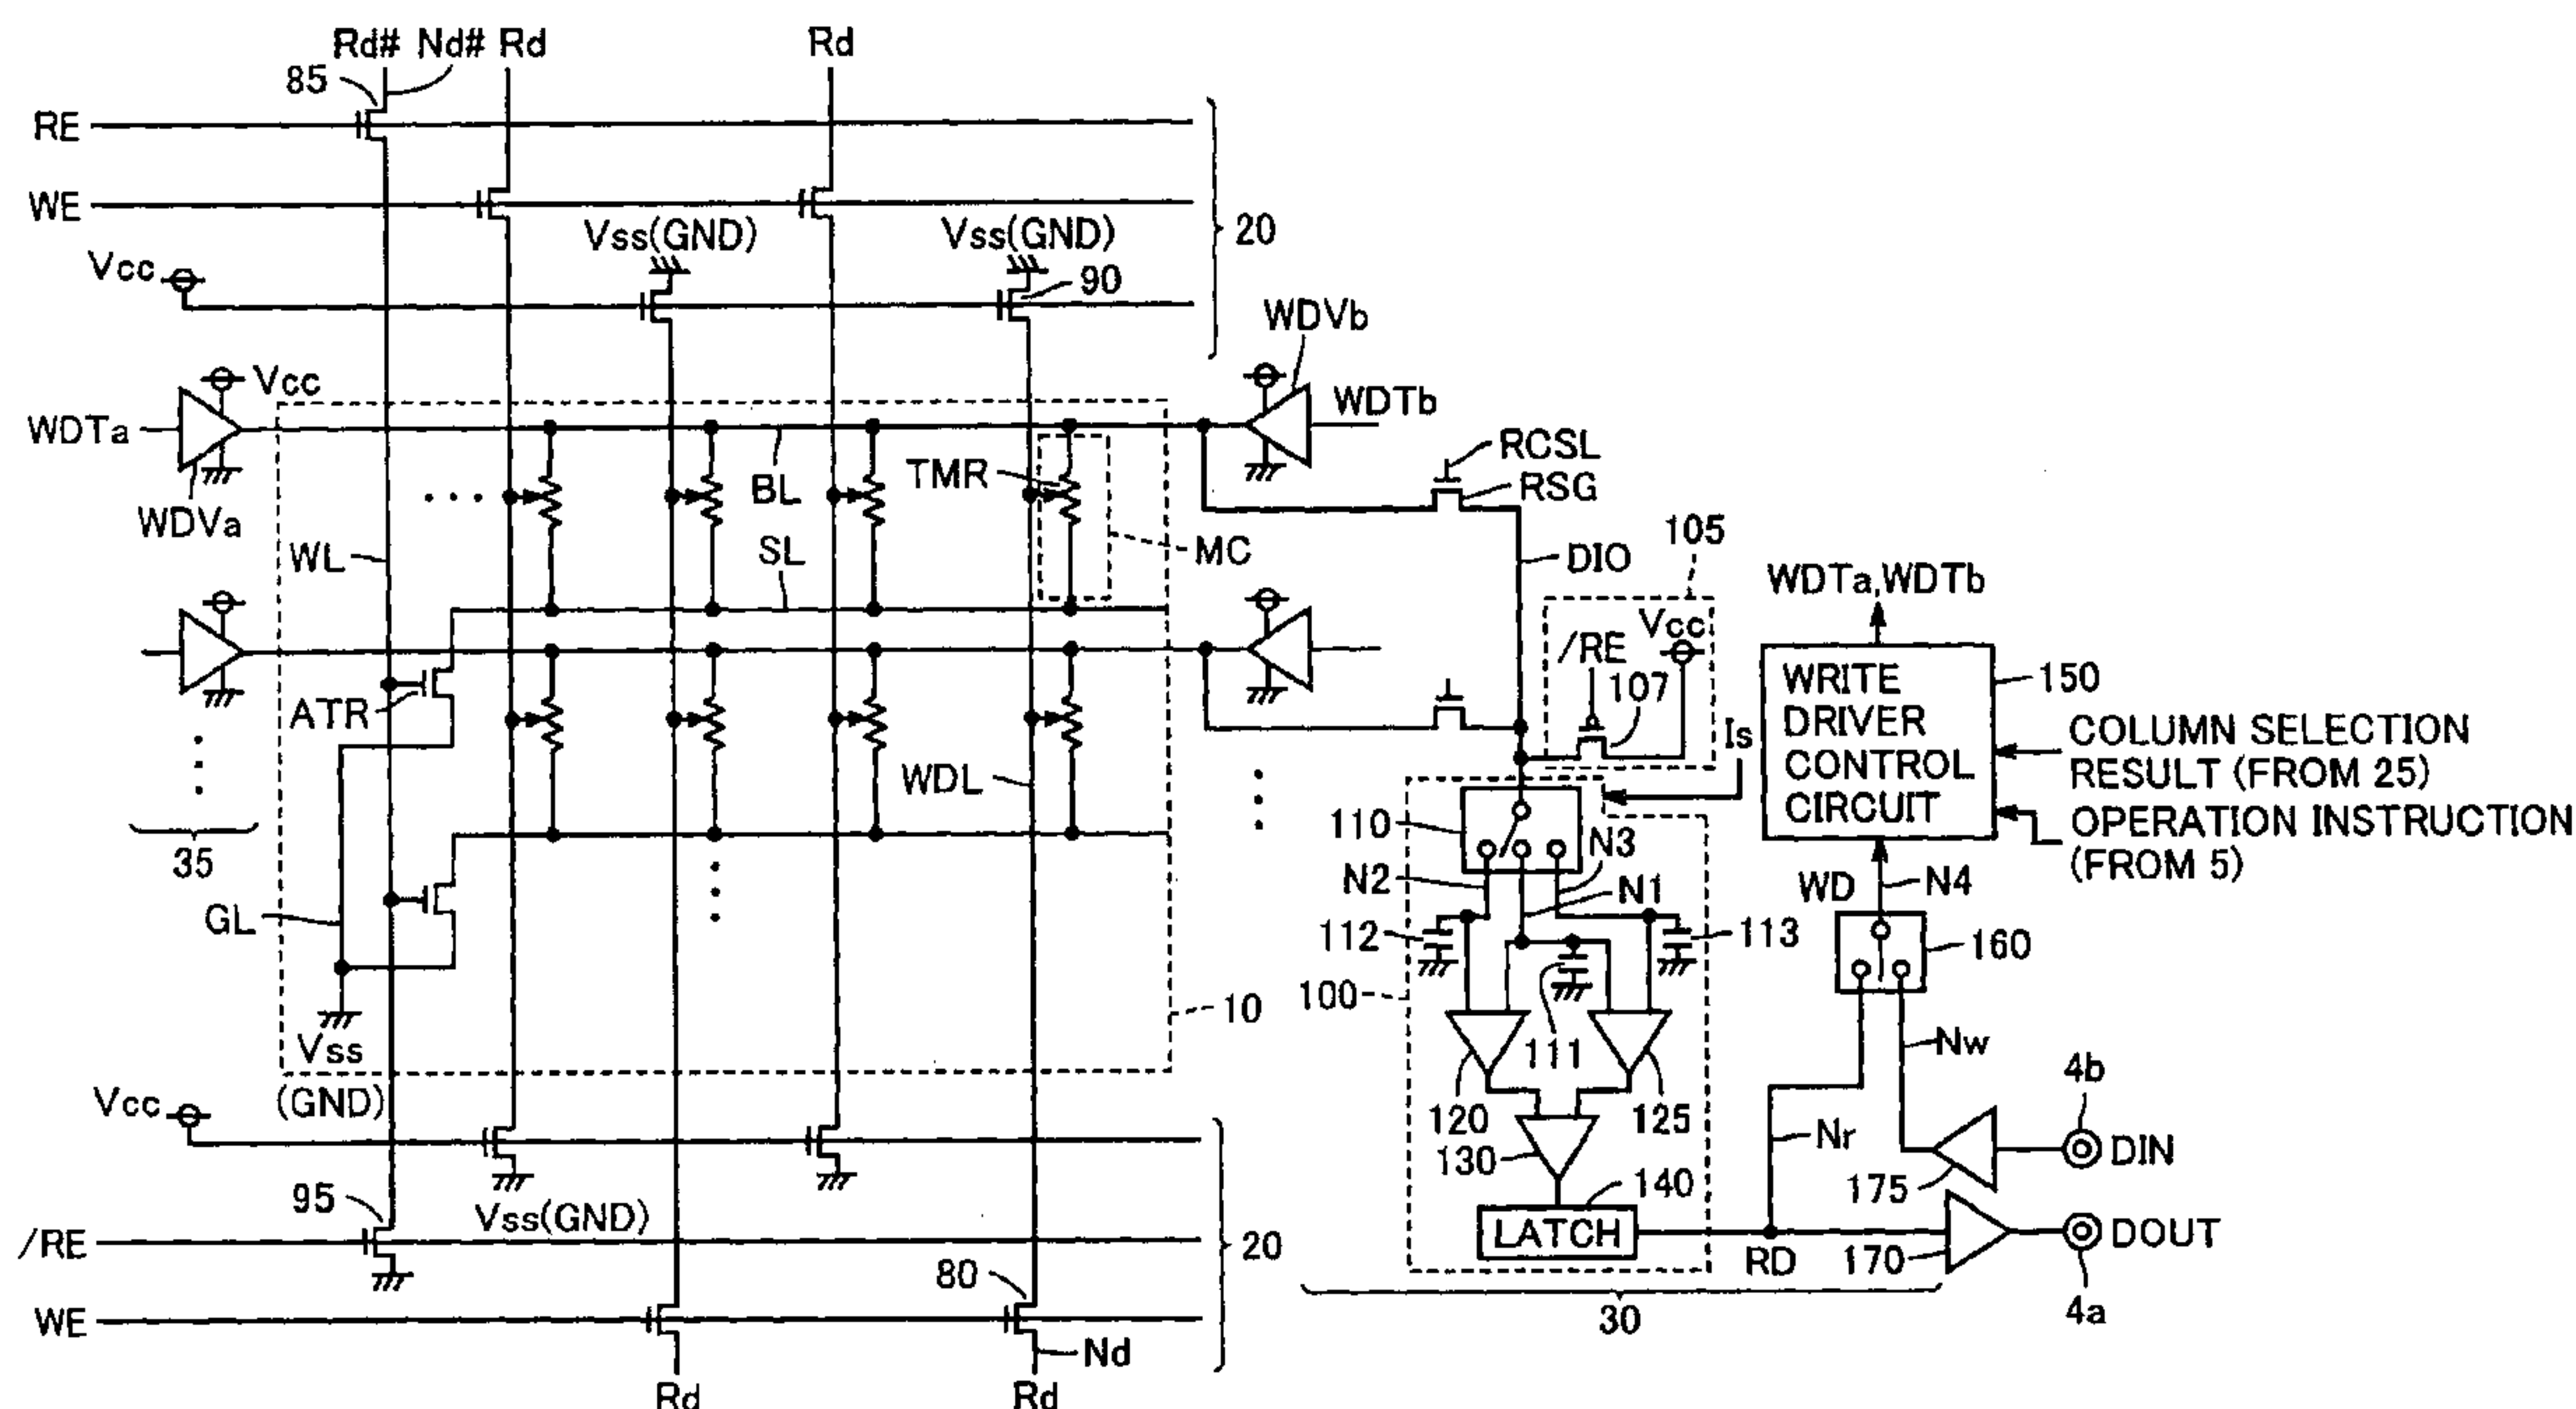 Rd# Nd# Rd
Rd
85
RE
WE
20
Vss(GND)
Vss(GND)
Vcc
90
WDVb
Vcc
WDTa
WDTb
RCSL
RSG
TMR
BL
WDVa
MC
105
WL
SL
DIO
WDTa,WDTb
Vcc
/RE
107
ATR
Is
WRITE
DRIVER
CONTROL
CIRCUIT
150
COLUMN SELECTION
RESULT (FROM 25)
OPERATION INSTRUCTION
(FROM 5)
WDL
35
110
N3
N2
N1
WD
N4
GL
112
113
160
100
10
111
Vss
(GND)
Nw
4b
Vcc
120
125
Nr
DIN
130
175
95
140
Vss(GND)
LATCH
DOUT
/RE
20
RD
170
80
4a
WE
30
Nd
Rd
Rd